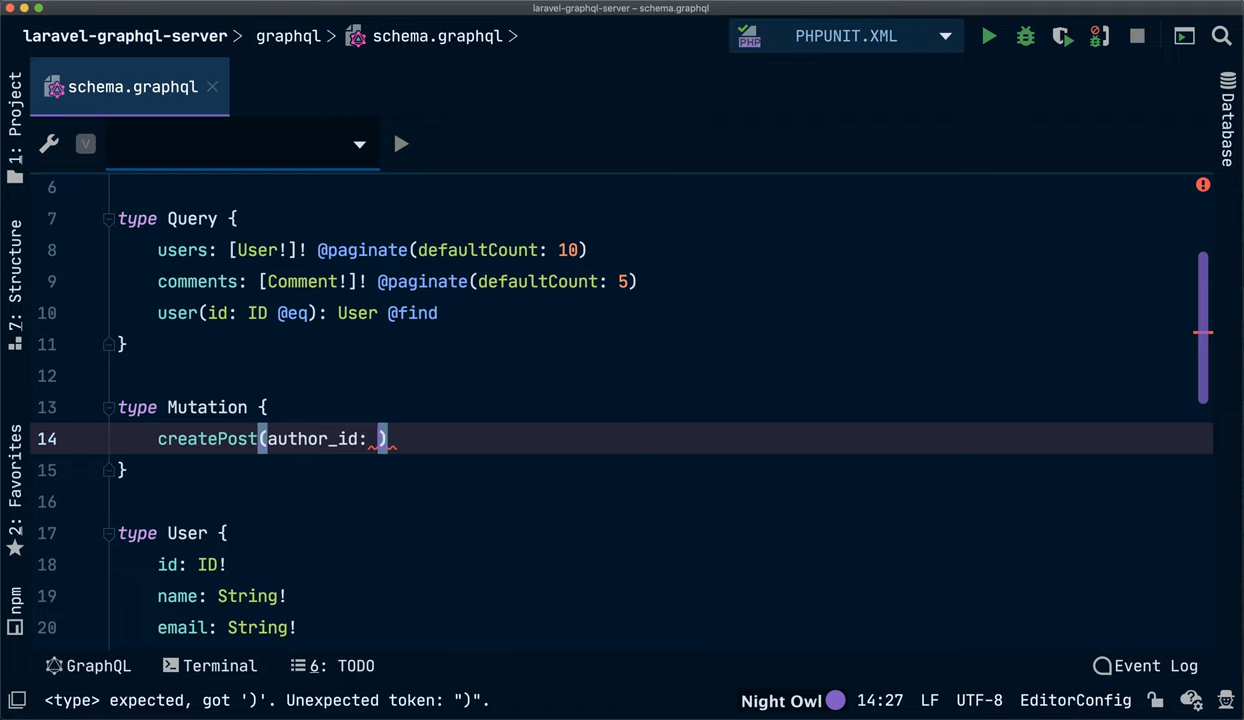 laravel-graphql-server – schema.graphql
laravel-graphql-server > graphql > schema.graphql >
PHP PHPUNIT.XML
schema.graphql ×
V
1: Project
7: Structure
2: Favorites
npm
Database
6
7 type Query {
8 users: [User!]! @paginate(defaultCount: 10)
9 comments: [Comment!]! @paginate(defaultCount: 5)
10 user(id: ID @eq): User @find
11 }
12
13 type Mutation {
14 createPost(author_id: )
15 }
16
17 type User {
18 id: ID!
19 name: String!
20 email: String!
GraphQL Terminal 6: TODO Event Log
<type> expected, got ')'. Unexpected token: ")". Night Owl 14:27 LF UTF-8 EditorConfig